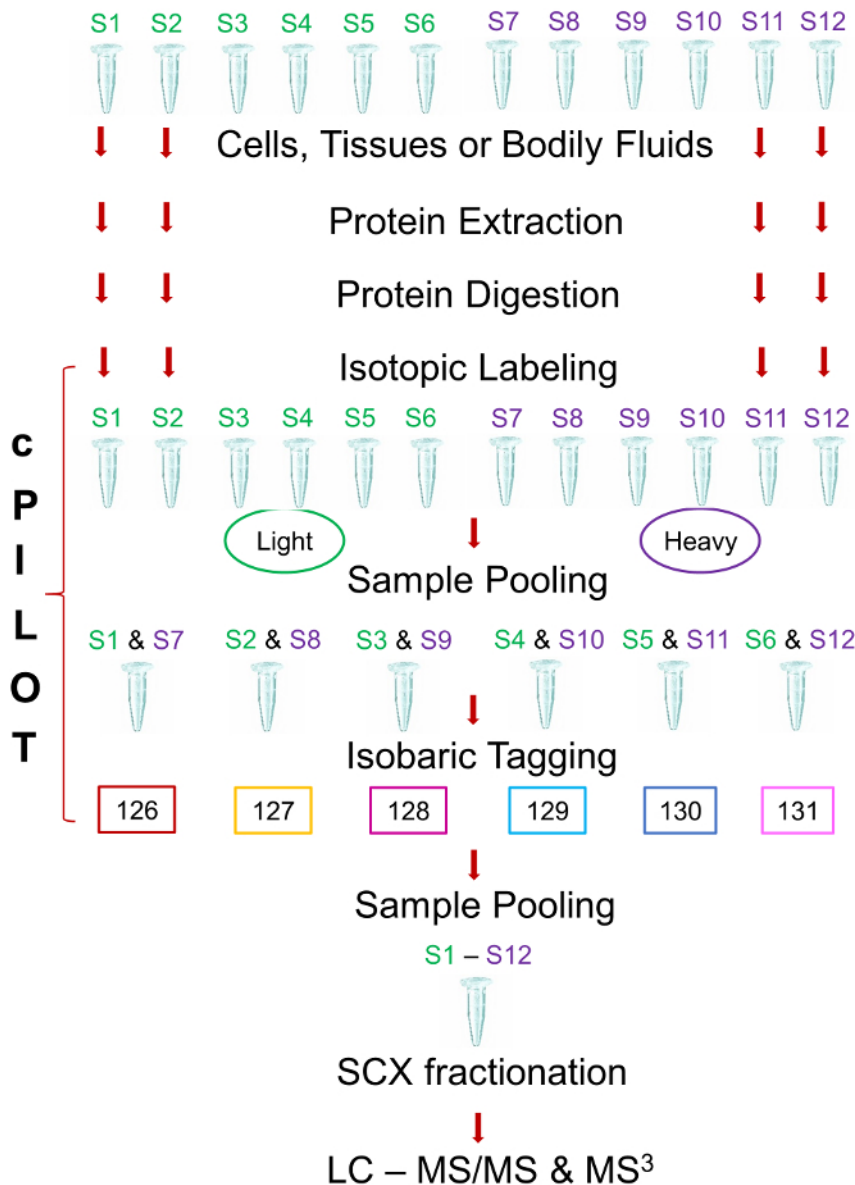 S1 S2 S3 S4 S5 S6 S7 S8 S9 S10 S11 S12
Cells, Tissues or Bodily Fluids
Protein Extraction
Protein Digestion
Isotopic Labeling
S1 S2 S3 S4 S5 S6 S7 S8 S9 S10 S11 S12
Light Heavy
Sample Pooling
S1 & S7 S2 & S8 S3 & S9 S4 & S10 S5 & S11 S6 & S12
Isobaric Tagging
126 127 128 129 130 131
Sample Pooling
S1 – S12
SCX fractionation
LC – MS/MS & MS³
c
P
I
L
O
T